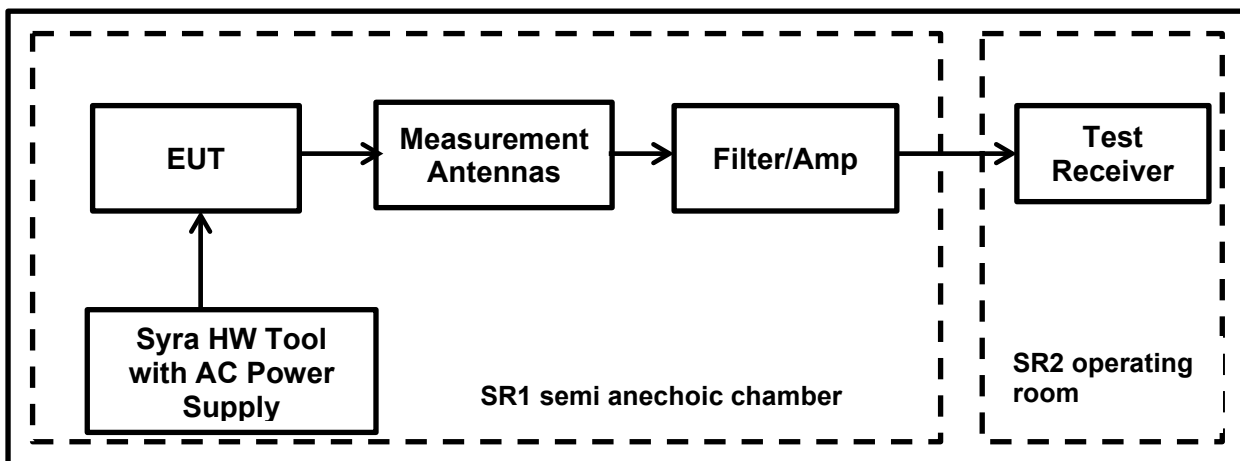 EUT
Measurement
Antennas
Filter/Amp
Test
Receiver
Syra HW Tool
with AC Power
Supply
SR1 semi anechoic chamber
SR2 operating
room